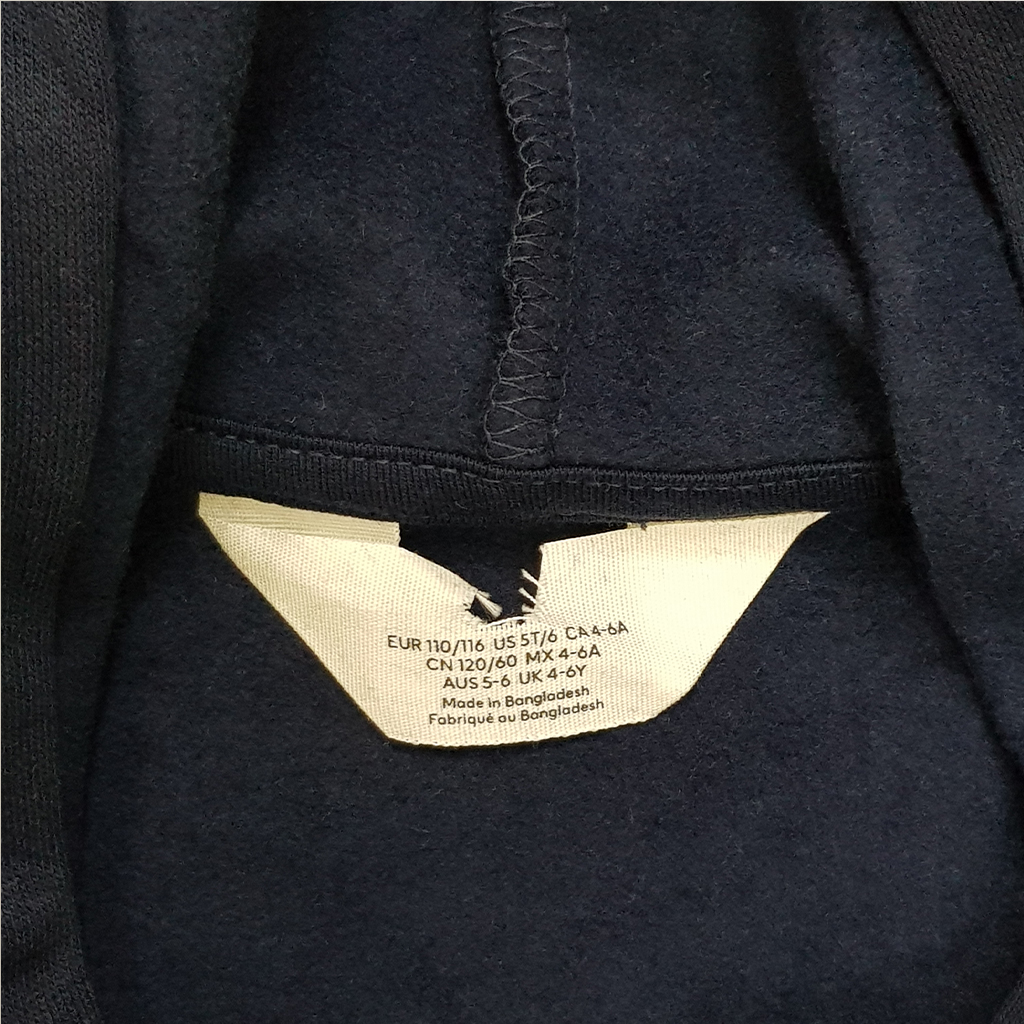 EUR 110/116 US 5T/6 CA 4-6A
CN 120/60 MX 4-6A
AUS 5-6 UK 4-6Y
Made in Bangladesh
Fabriqué au Bangladesh